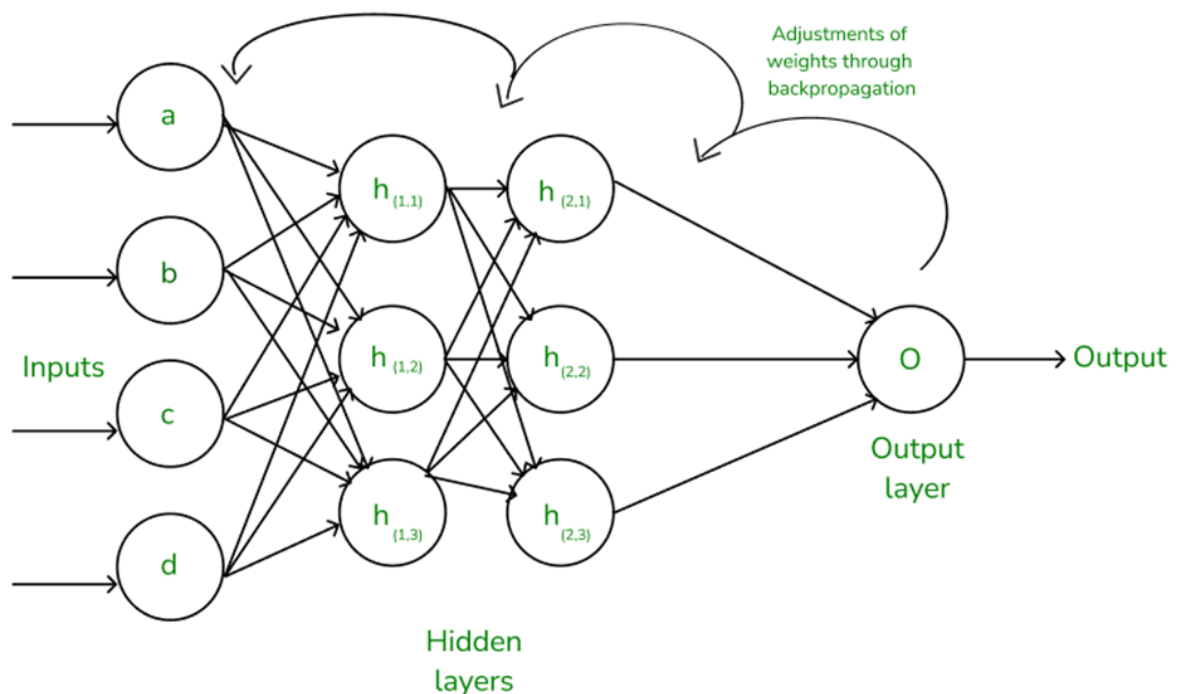 Adjustments of
weights through
backpropagation
a
h (1,1)
h (2,1)
b
Inputs
h (1,2)
h (2,2)
O
Output
c
Output
layer
h (1,3)
h (2,3)
d
Hidden
layers